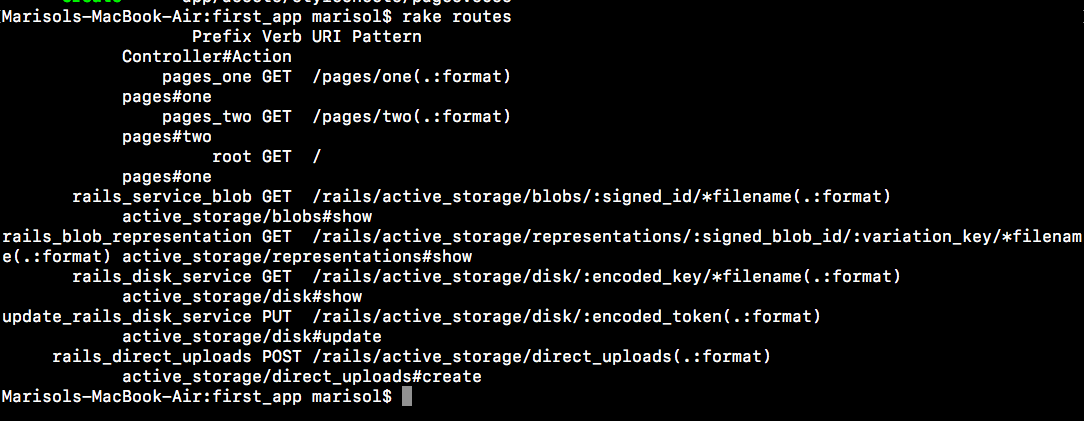 Marisols-MacBook-Air:first_app marisol$ rake routes
Prefix Verb URI Pattern
Controller#Action
pages_one GET  /pages/one(.:format)
pages#one
pages_two GET  /pages/two(.:format)
pages#two
root GET  /
pages#one
rails_service_blob GET  /rails/active_storage/blobs/:signed_id/*filename(.:format)
active_storage/blobs#show
rails_blob_representation GET  /rails/active_storage/representations/:signed_blob_id/:variation_key/*filenam
e(.:format) active_storage/representations#show
rails_disk_service GET  /rails/active_storage/disk/:encoded_key/*filename(.:format)
active_storage/disk#show
update_rails_disk_service PUT  /rails/active_storage/disk/:encoded_token(.:format)
active_storage/disk#update
rails_direct_uploads POST /rails/active_storage/direct_uploads(.:format)
active_storage/direct_uploads#create
Marisols-MacBook-Air:first_app marisol$